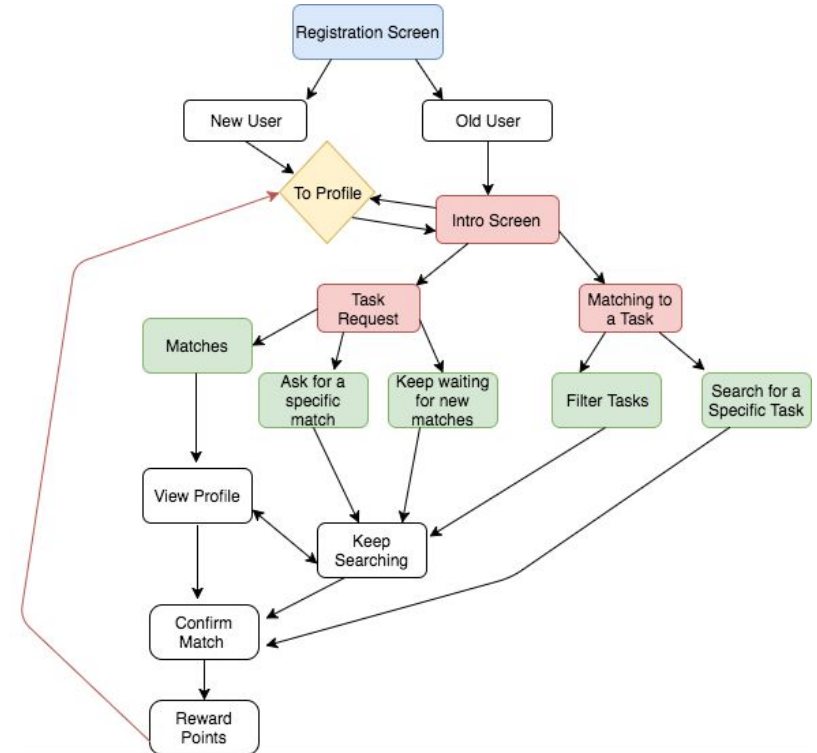 Registration Screen
New User
Old User
To Profile
Intro Screen
Task
Request
Matching to
a Task
Matches
Ask for a
specific
match
Keep waiting
for new
matches
Filter Tasks
Search for a
Specific Task
View Profile
Keep
Searching
Confirm
Match
Reward
Points